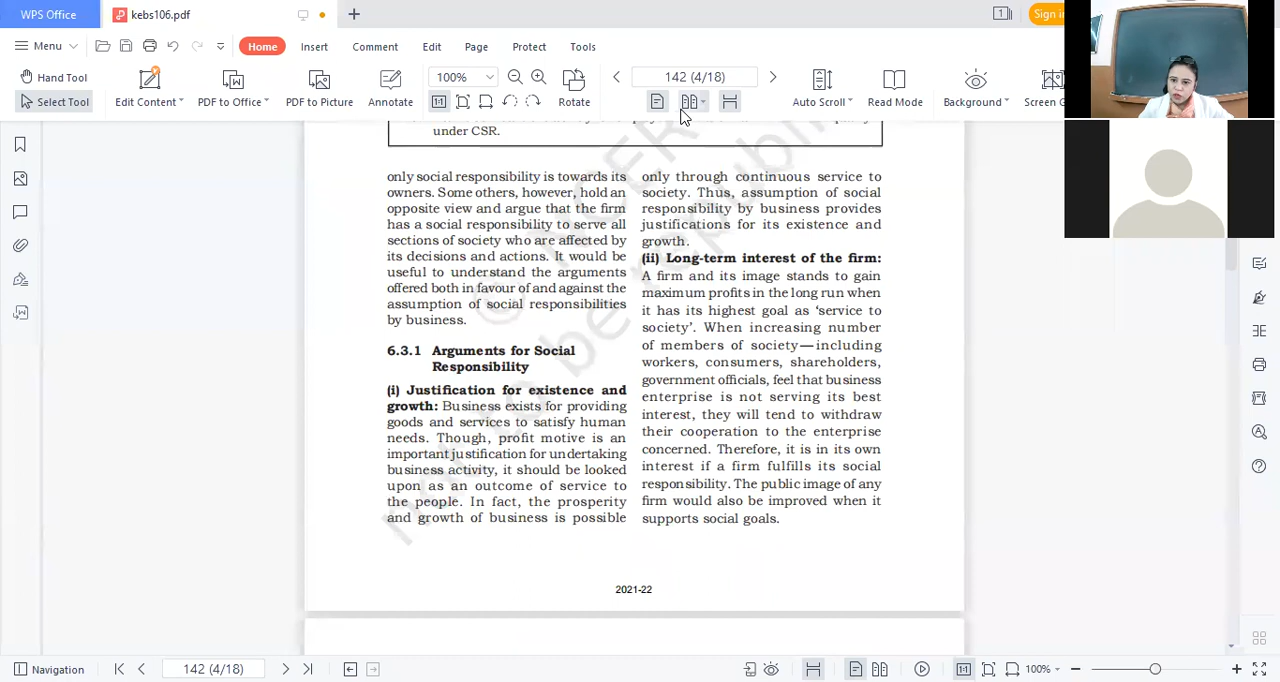 WPS Office
kebs106.pdf
1
Sign in
Menu
Home
Insert
Comment
Edit
Page
Protect
Tools
Hand Tool
Select Tool
Edit Content
PDF to Office
PDF to Picture
Annotate
100%
1:1
Rotate
142 (4/18)
Auto Scroll
Read Mode
Background
Screen G
under CSR.
only social responsibility is towards its
owners. Some others, however, hold an
opposite view and argue that the firm
has a social responsibility to serve all
sections of society who are affected by
its decisions and actions. It would be
useful to understand the arguments
offered both in favour of and against the
assumption of social responsibilities
by business.
6.3.1 Arguments for Social
Responsibility
(i) Justification for existence and
growth: Business exists for providing
goods and services to satisfy human
needs. Though, profit motive is an
important justification for undertaking
business activity, it should be looked
upon as an outcome of service to
the people. In fact, the prosperity
and growth of business is possible
only through continuous service to
society. Thus, assumption of social
responsibility by business provides
justifications for its existence and
growth.
(ii) Long-term interest of the firm:
A firm and its image stands to gain
maximum profits in the long run when
it has its highest goal as ‘service to
society’. When increasing number
of members of society—including
workers, consumers, shareholders,
government officials, feel that business
enterprise is not serving its best
interest, they will tend to withdraw
their cooperation to the enterprise
concerned. Therefore, it is in its own
interest if a firm fulfills its social
responsibility. The public image of any
firm would also be improved when it
supports social goals.
© NCER
not to be republi
2021-22
Navigation
142 (4/18)
1:1
100%